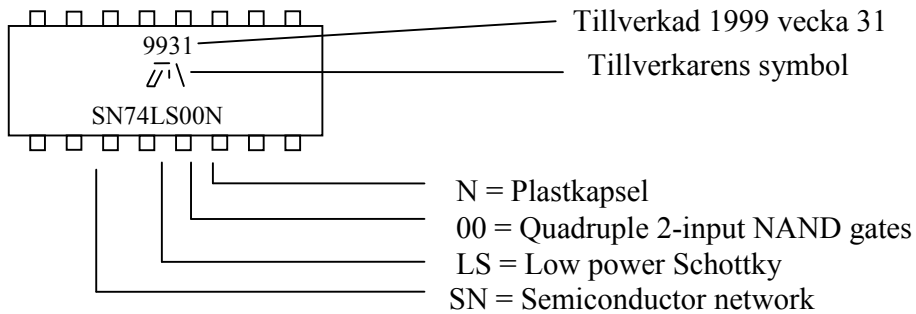 9931
Tillverkad 1999 vecka 31
Tillverkarens symbol
SN74LS00N
N = Plastkapsel
00 = Quadruple 2-input NAND gates
LS = Low power Schottky
SN = Semiconductor network